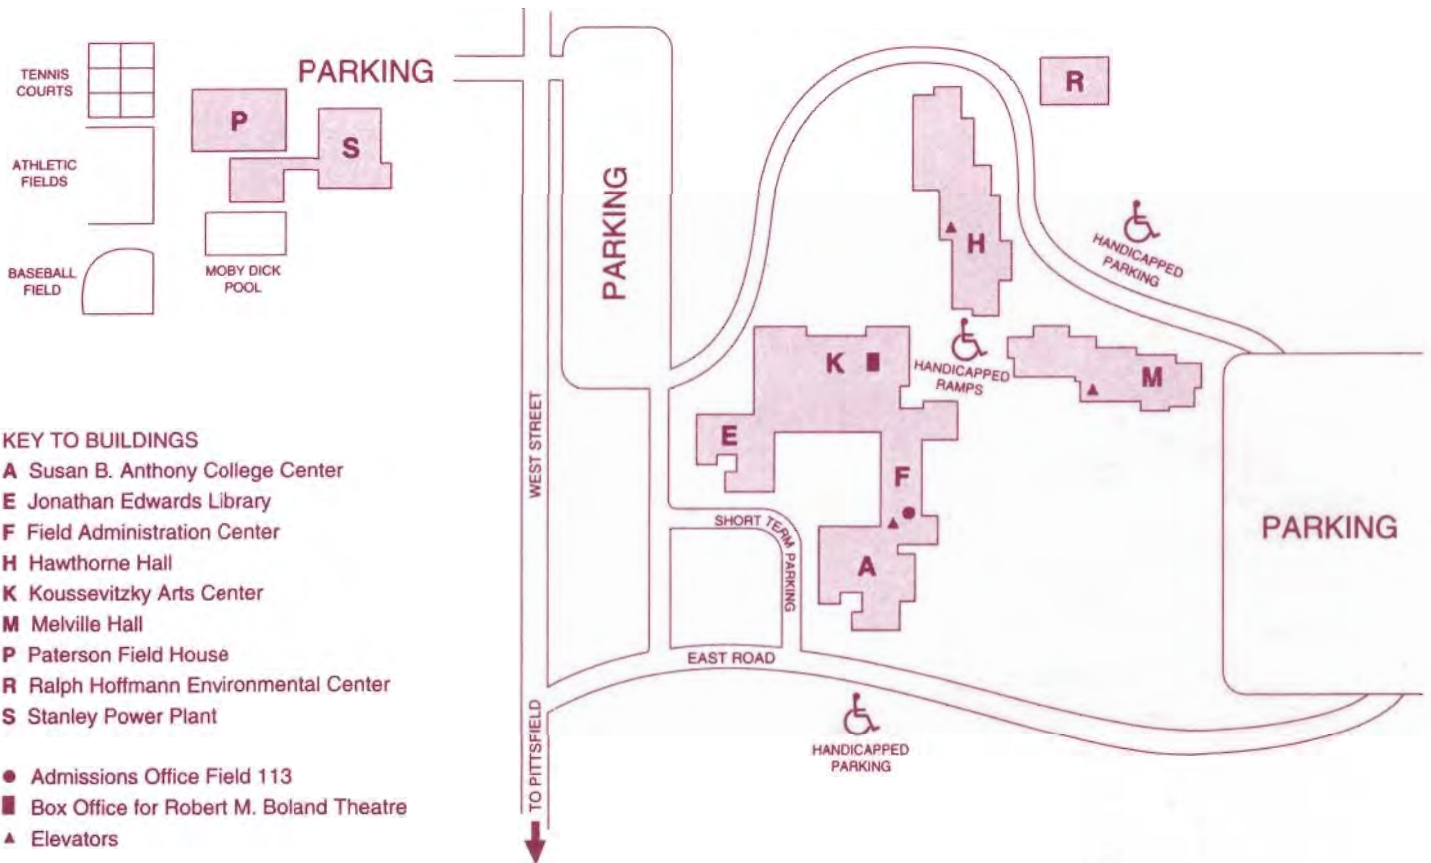 TENNIS
COURTS
PARKING
P
S
ATHLETIC
FIELDS
BASEBALL
FIELD
MOBY DICK
POOL
PARKING
WEST STREET
TO PITTSFIELD
R
H
HANDICAPPED
PARKING
HANDICAPPED
RAMPS
K
M
E
F
A
SHORT TERM PARKING
EAST ROAD
PARKING
HANDICAPPED
PARKING
KEY TO BUILDINGS
A Susan B. Anthony College Center
E Jonathan Edwards Library
F Field Administration Center
H Hawthorne Hall
K Koussevitzky Arts Center
M Melville Hall
P Paterson Field House
R Ralph Hoffmann Environmental Center
S Stanley Power Plant
Admissions Office Field 113
Box Office for Robert M. Boland Theatre
Elevators